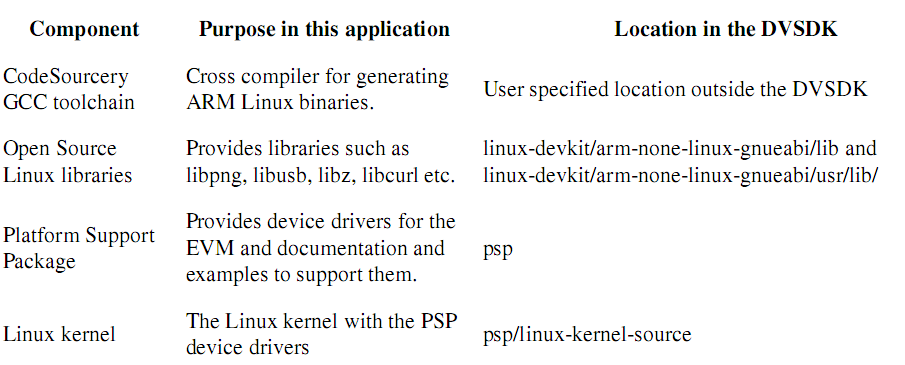 Component Purpose in this application Location in the DVSDK
CodeSourcery
GCC toolchain
Cross compiler for generating
ARM Linux binaries.
User specified location outside the DVSDK
Open Source
Linux libraries
Provides libraries such as
libpng, libusb, libz, libcurl etc.
linux-devkit/arm-none-linux-gnueabi/lib and
linux-devkit/arm-none-linux-gnueabi/usr/lib/
Platform Support
Package
Provides device drivers for the
EVM and documentation and
examples to support them.
psp
Linux kernel
The Linux kernel with the PSP
device drivers
psp/linux-kernel-source